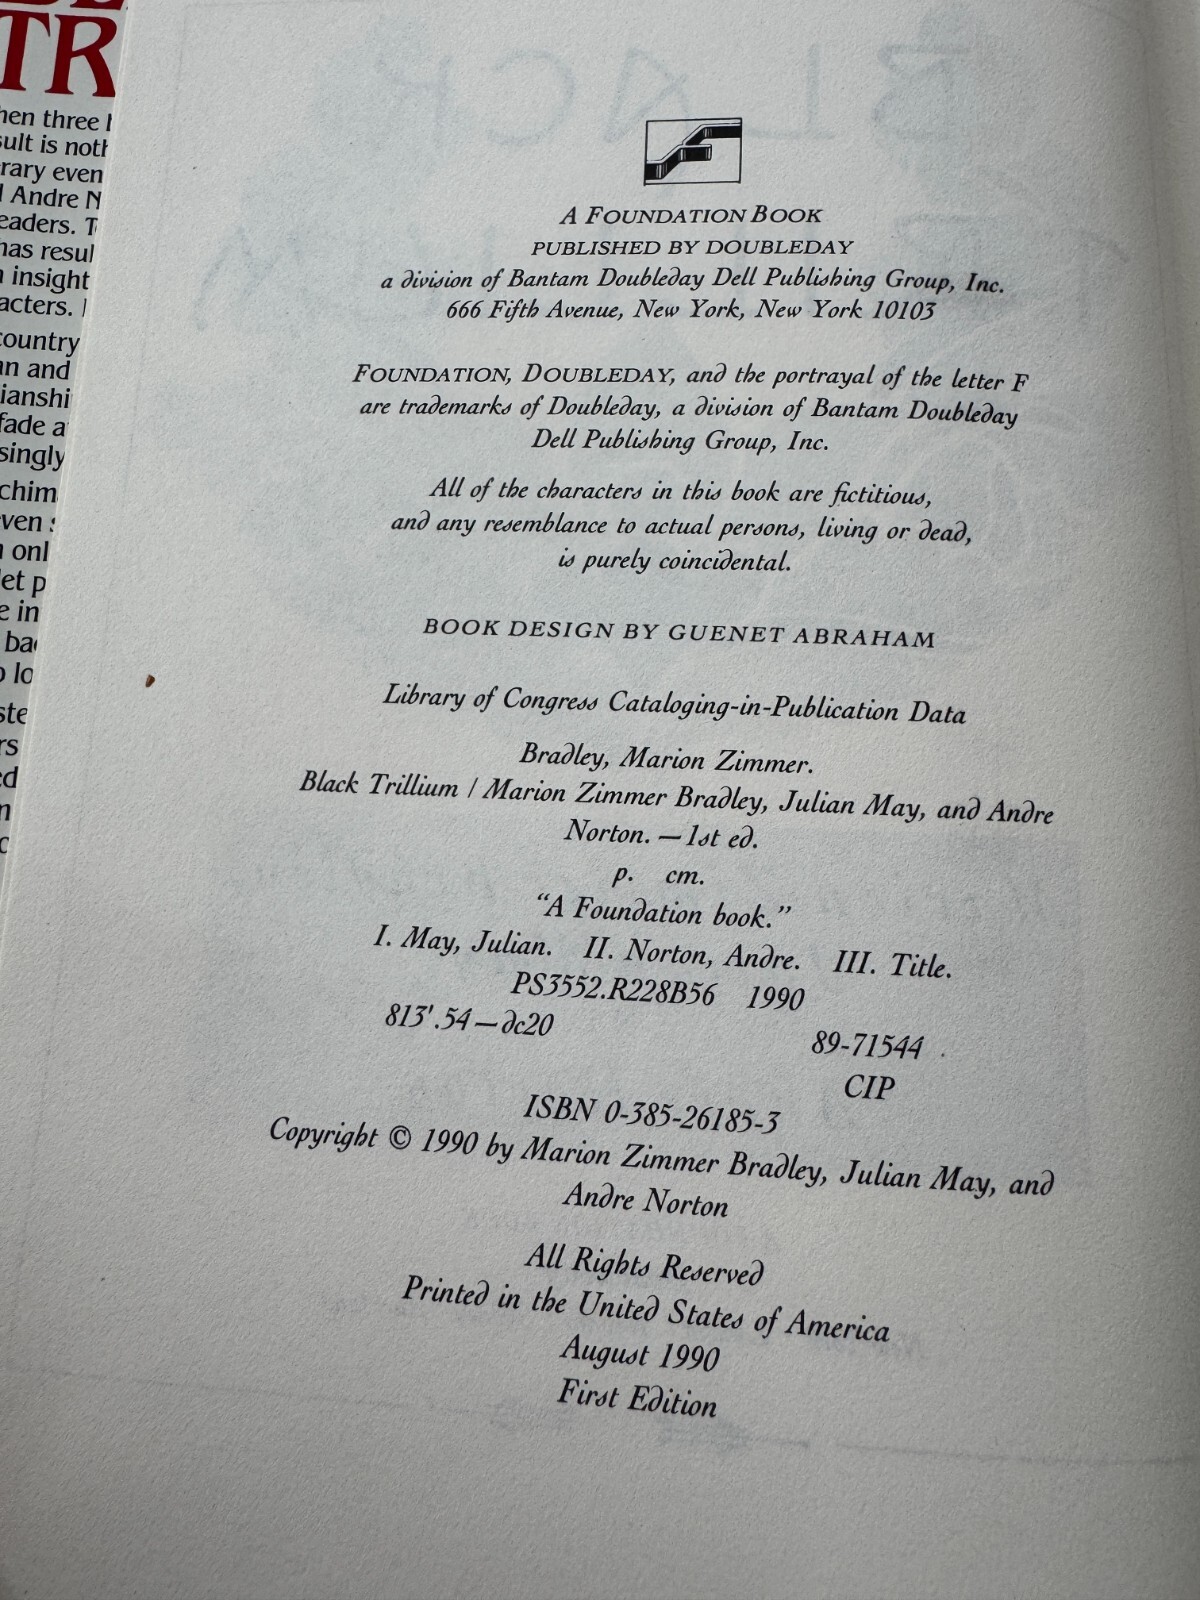 TR
hen three
sult is noth
rary even
Andre N
eaders. T
has resul
insight
acters.
country
an and
ianshi
fade a
singly
chim
ven
onl
let p
e in
ba
lo
ste
rs
ed
A FOUNDATION BOOK
PUBLISHED BY DOUBLEDAY
a division of Bantam Doubleday Dell Publishing Group, Inc.
666 Fifth Avenue, New York, New York 10103
FOUNDATION, DOUBLEDAY, and the portrayal of the letter F
are trademarks of Doubleday, a division of Bantam Doubleday
Dell Publishing Group, Inc.
All of the characters in this book are fictitious,
and any resemblance to actual persons, living or dead,
is purely coincidental.
BOOK DESIGN BY GUENET ABRAHAM
Library of Congress Cataloging-in-Publication Data
Bradley, Marion Zimmer.
Black Trillium / Marion Zimmer Bradley, Julian May, and Andre
Norton. — 1st ed.
p. cm.
“A Foundation book.”
I. May, Julian. II. Norton, Andre. III. Title.
PS3552.R228B56 1990
813'.54—dc20
89-71544
CIP
ISBN 0-385-26185-3
Copyright © 1990 by Marion Zimmer Bradley, Julian May, and
Andre Norton
All Rights Reserved
Printed in the United States of America
August 1990
First Edition